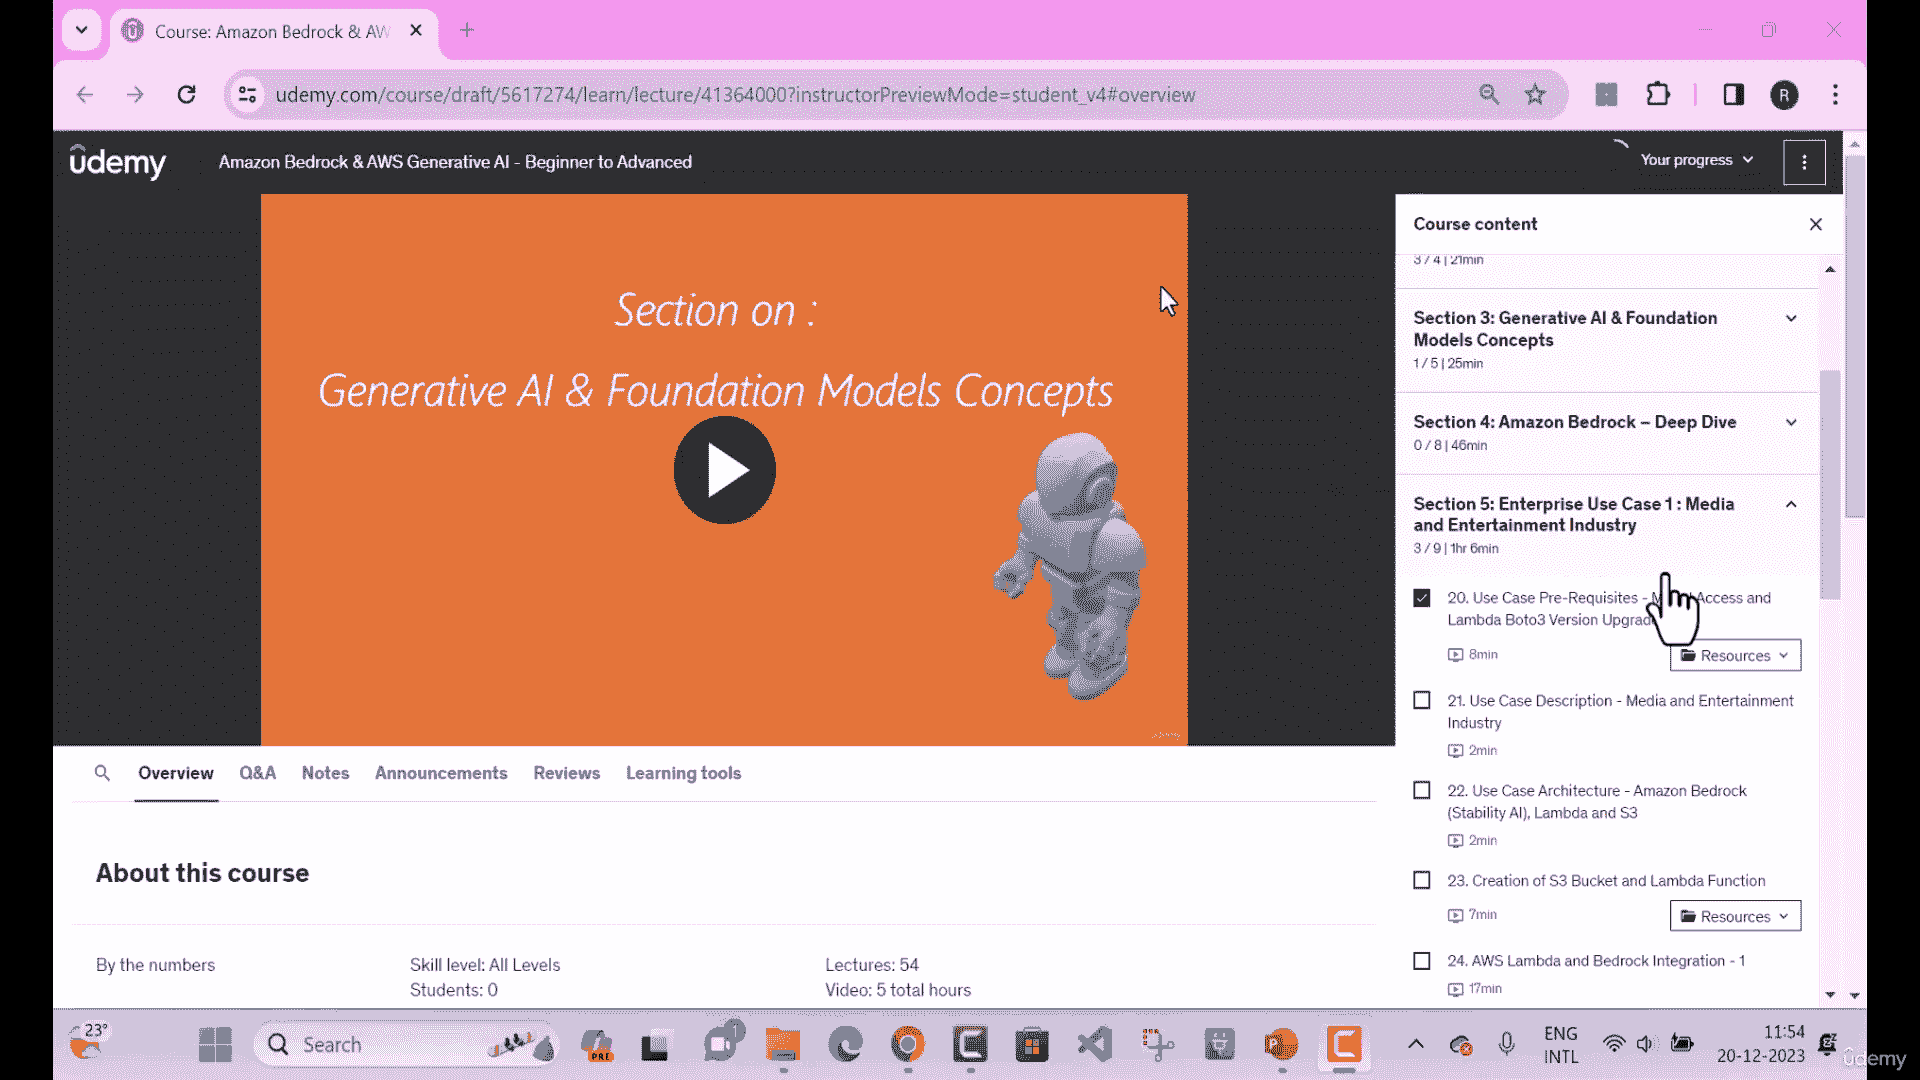 Course: Amazon Bedrock & AW
udemy.com/course/draft/5617274/learn/lecture/41364000?instructorPreviewMode=student_v4#overview
R
ûdemy
Amazon Bedrock & AWS Generative AI - Beginner to Advanced
Your progress
Section on :
Generative AI & Foundation Models Concepts
Course content
3 / 4 | 21min
Section 3: Generative AI & Foundation
Models Concepts
1 / 5 | 25min
Section 4: Amazon Bedrock – Deep Dive
0 / 8 | 46min
Section 5: Enterprise Use Case 1 : Media
and Entertainment Industry
3 / 9 | 1hr 6min
20. Use Case Pre-Requisites - Access and
Lambda Boto3 Version
8min
Resources
21. Use Case Description - Media and Entertainment
Industry
2min
22. Use Case Architecture - Amazon Bedrock
(Stability AI), Lambda and S3
2min
23. Creation of S3 Bucket and Lambda Function
7min
Resources
24. AWS Lambda and Bedrock Integration - 1
17min
Overview
Q&A
Notes
Announcements
Reviews
Learning tools
About this course
By the numbers
Skill level: All Levels
Students: 0
Lectures: 54
Video: 5 total hours
23°
Search
PRE
1
ENG
INTL
11:54
20-12-2023
ûdemy